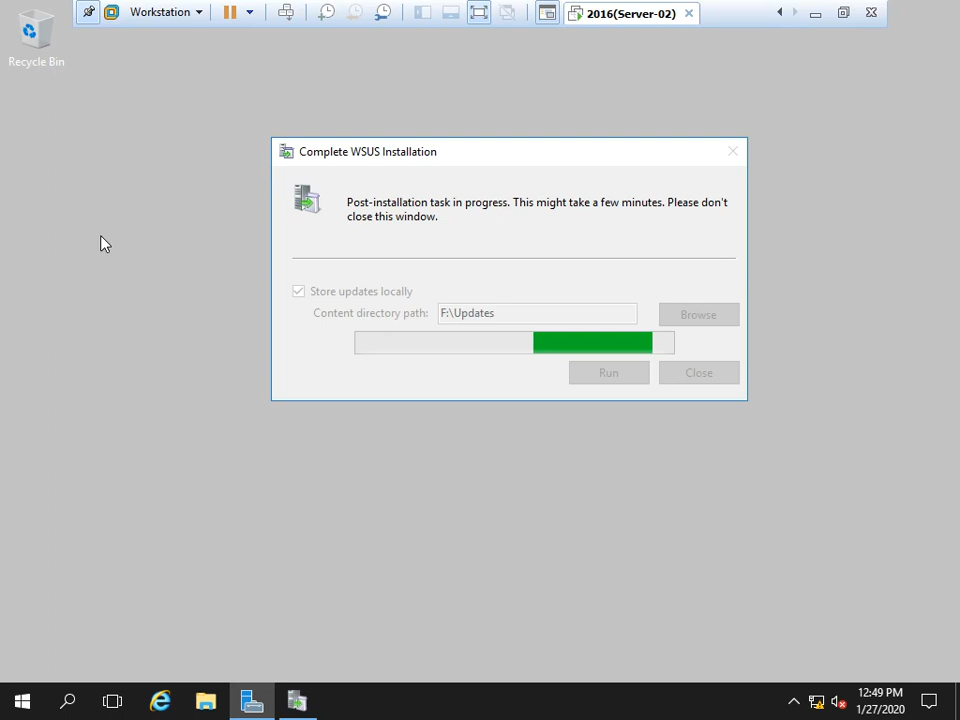 Workstation
2016(Server-02)
Recycle Bin
Complete WSUS Installation
Post-installation task in progress. This might take a few minutes. Please don't
close this window.
Store updates locally
Content directory path: F:\Updates Browse
Run Close
12:49 PM
1/27/2020